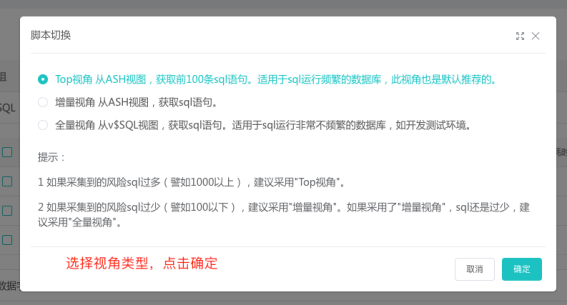 脚本切换
组
Top视角 从ASH视图，获取前100条sql语句。适用于sql运行频繁的数据库，此视角也是默认推荐的。
SQL
增量视角 从ASH视图，获取sql语句。
全量视角 从v$SQL视图，获取sql语句。适用于sql运行非常不频繁的数据库，如开发测试环境。
提示：
1 如果采集到的风险sql过多（譬如1000以上），建议采用"Top视角"。
2 如果采集到的风险sql过少（譬如100以下），建议采用"增量视角"。如果采用了"增量视角"，sql还是过少，建
议采用"全量视角"。
选择视角类型，点击确定
取消
确定
数据字